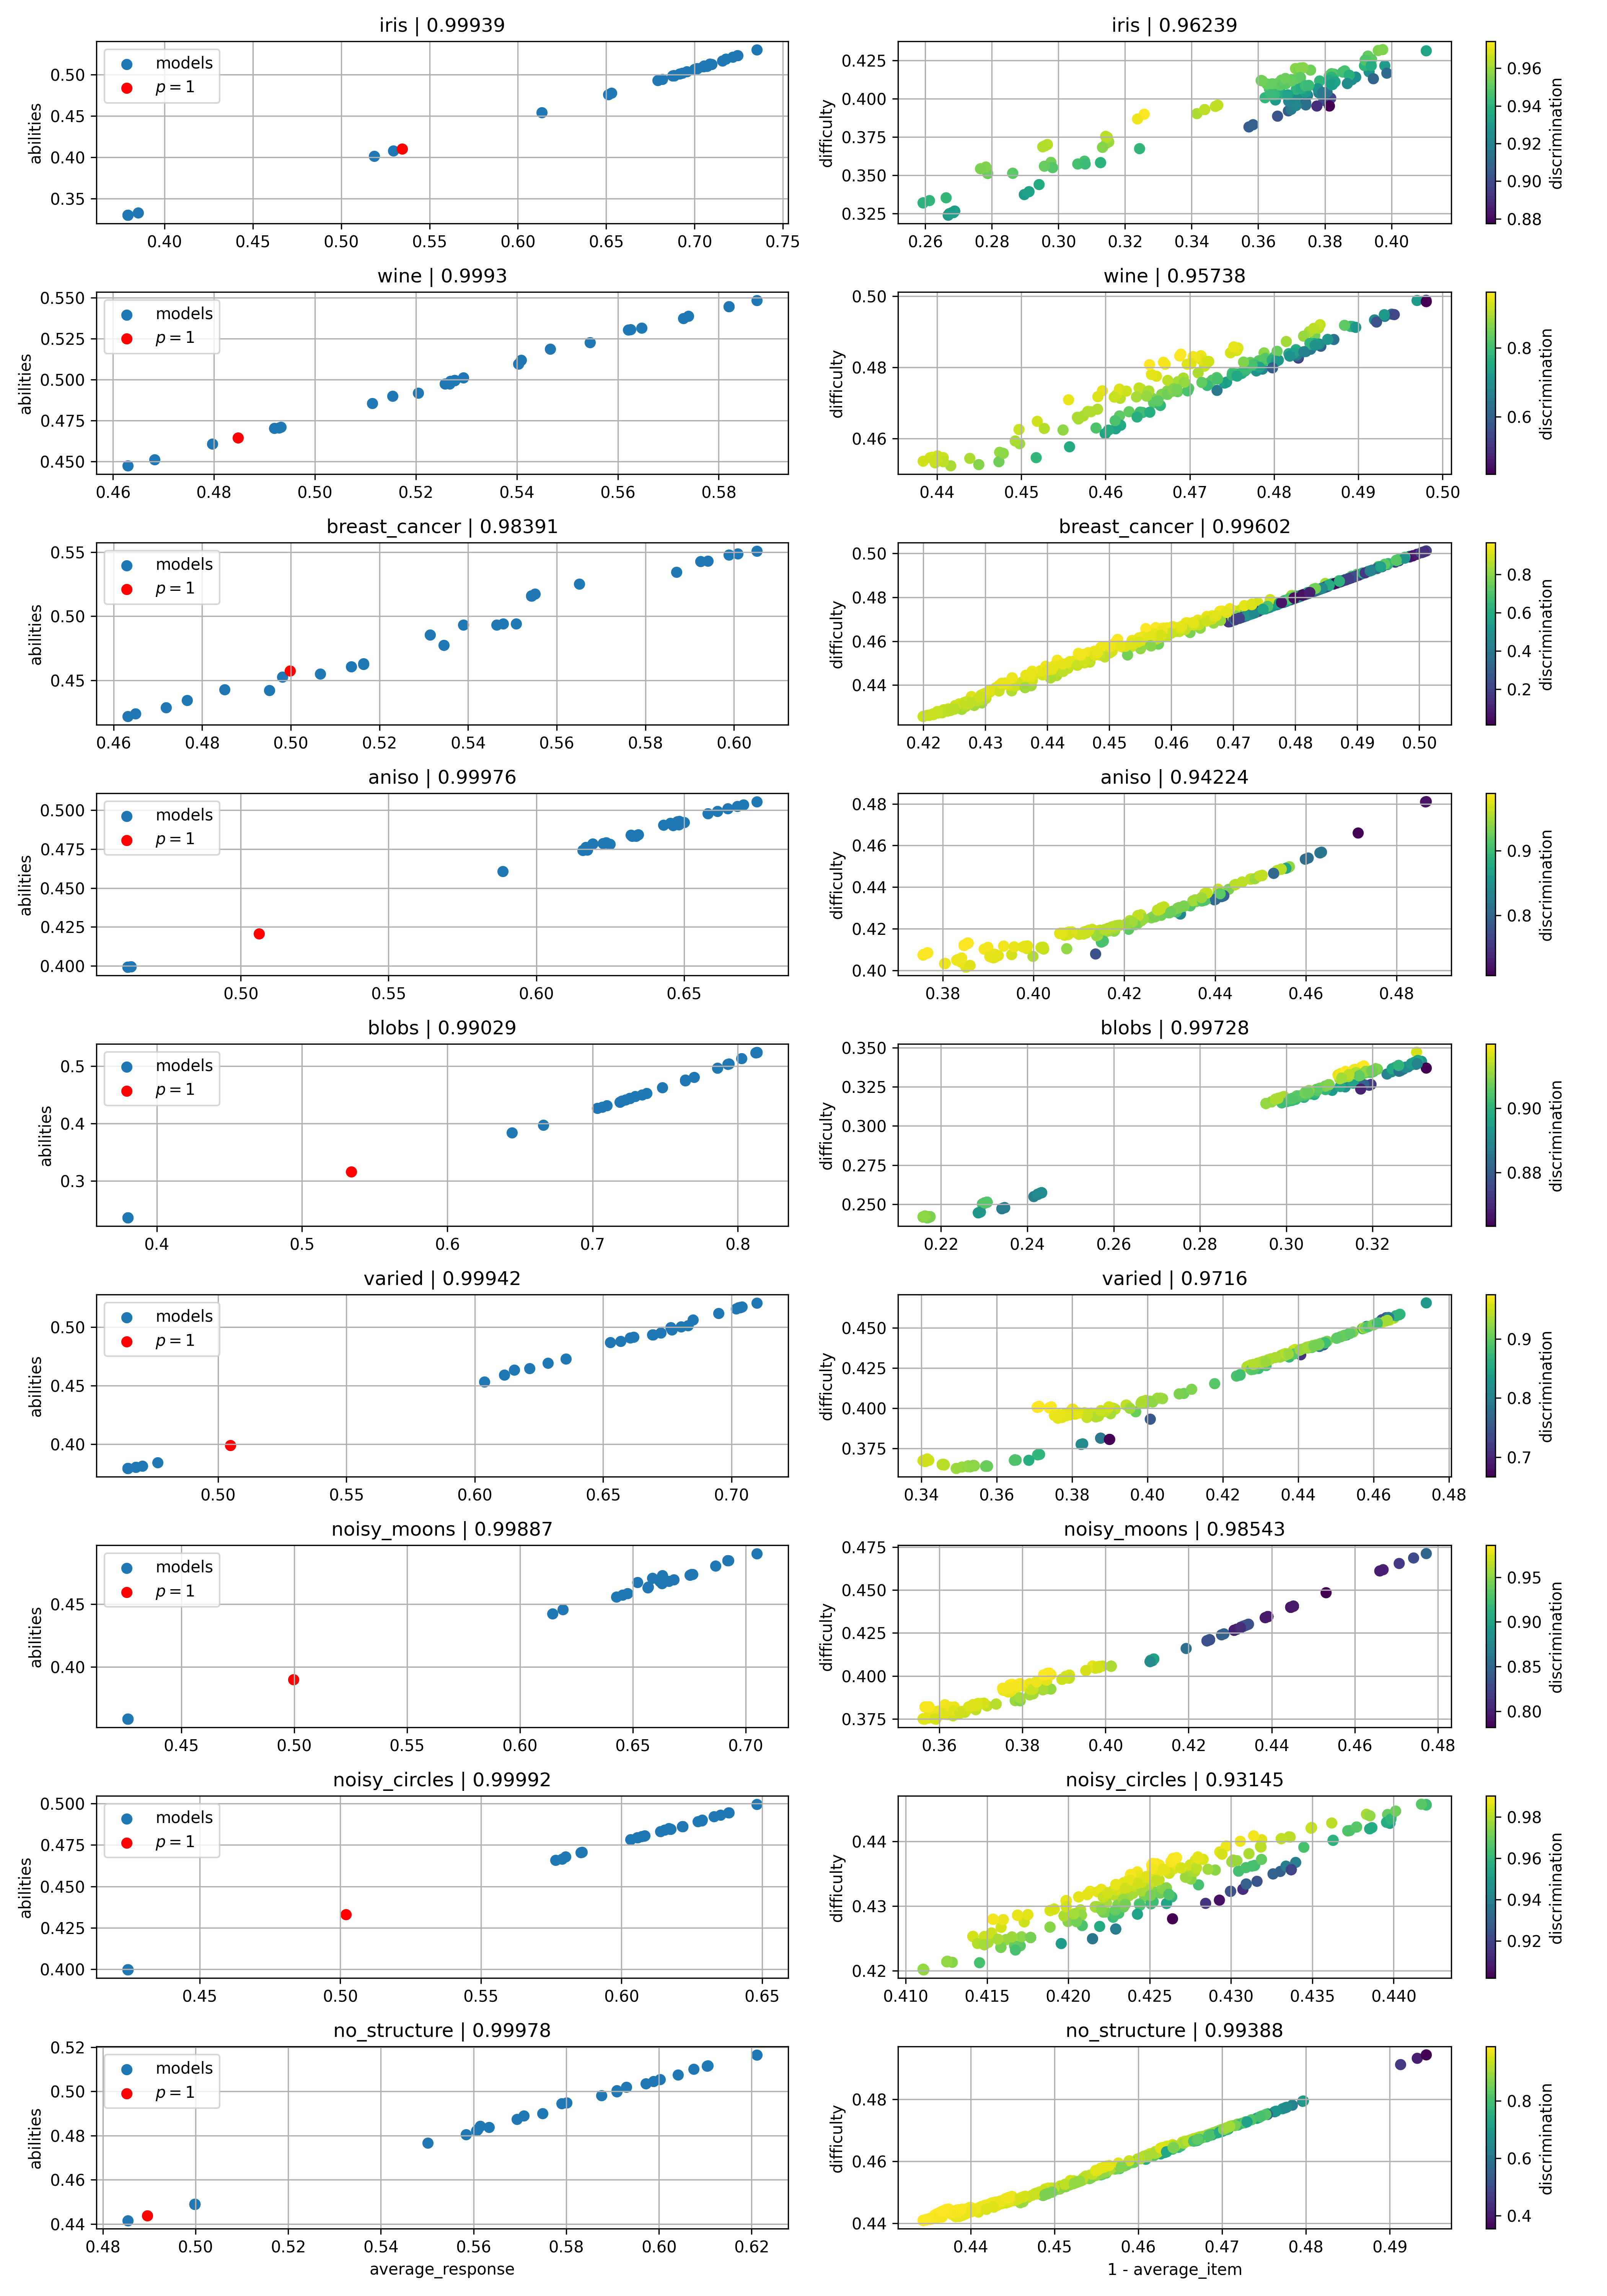 iris | 0.99939
abilities
0.50
0.45
0.40
0.35
models
p = 1
0.40 0.45 0.50 0.55 0.60 0.65 0.70 0.75
iris | 0.96239
difficulty
0.425
0.400
0.375
0.350
0.325
0.26 0.28 0.30 0.32 0.34 0.36 0.38 0.40
0.96
0.94
0.92
0.90
0.88
discrimination
wine | 0.9993
abilities
0.550
0.525
0.500
0.475
0.450
models
p = 1
0.46 0.48 0.50 0.52 0.54 0.56 0.58
wine | 0.95738
difficulty
0.50
0.48
0.46
0.44 0.45 0.46 0.47 0.48 0.49 0.50
0.8
0.6
discrimination
breast_cancer | 0.98391
abilities
0.55
0.50
0.45
models
p = 1
0.46 0.48 0.50 0.52 0.54 0.56 0.58 0.60
breast_cancer | 0.99602
difficulty
0.50
0.48
0.46
0.44
0.42 0.43 0.44 0.45 0.46 0.47 0.48 0.49 0.50
0.8
0.6
0.4
0.2
discrimination
aniso | 0.99976
abilities
0.500
0.475
0.450
0.425
0.400
models
p = 1
0.50 0.55 0.60 0.65
aniso | 0.94224
difficulty
0.48
0.46
0.44
0.42
0.40
0.38 0.40 0.42 0.44 0.46 0.48
0.9
0.8
discrimination
blobs | 0.99029
abilities
0.5
0.4
0.3
models
p = 1
0.4 0.5 0.6 0.7 0.8
blobs | 0.99728
difficulty
0.350
0.325
0.300
0.275
0.250
0.22 0.24 0.26 0.28 0.30 0.32
0.90
0.88
discrimination
varied | 0.99942
abilities
0.50
0.45
0.40
models
p = 1
0.50 0.55 0.60 0.65 0.70
varied | 0.9716
difficulty
0.450
0.425
0.400
0.375
0.34 0.36 0.38 0.40 0.42 0.44 0.46 0.48
0.9
0.8
0.7
discrimination
noisy_moons | 0.99887
abilities
0.45
0.40
models
p = 1
0.45 0.50 0.55 0.60 0.65 0.70
noisy_moons | 0.98543
difficulty
0.475
0.450
0.425
0.400
0.375
0.36 0.38 0.40 0.42 0.44 0.46 0.48
0.95
0.90
0.85
0.80
discrimination
noisy_circles | 0.99992
abilities
0.500
0.475
0.450
0.425
0.400
models
p = 1
0.45 0.50 0.55 0.60 0.65
noisy_circles | 0.93145
difficulty
0.44
0.43
0.42
0.410 0.415 0.420 0.425 0.430 0.435 0.440
0.98
0.96
0.94
0.92
discrimination
no_structure | 0.99978
abilities
0.52
0.50
0.48
0.46
0.44
models
p = 1
0.48 0.50 0.52 0.54 0.56 0.58 0.60 0.62
average_response
no_structure | 0.99388
difficulty
0.48
0.46
0.44
0.44 0.45 0.46 0.47 0.48 0.49
1 - average_item
0.8
0.6
0.4
discrimination